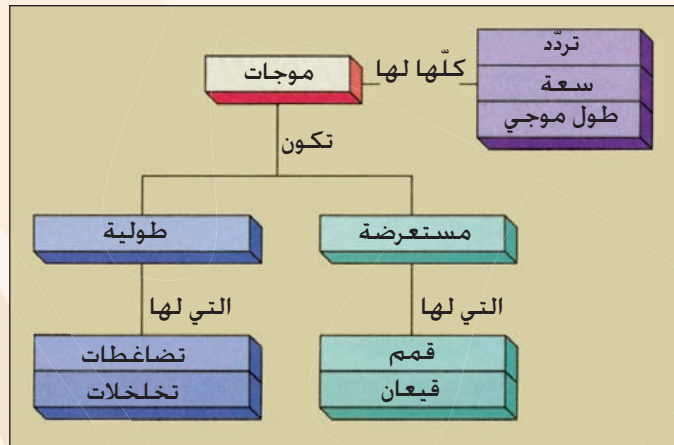 موجات
كلّها لها
تردّد
سعة
طول موجي
تكون
مستعرضة
التي لها
قمم
قيعان
طولية
التي لها
تضاغطات
تخلخلات